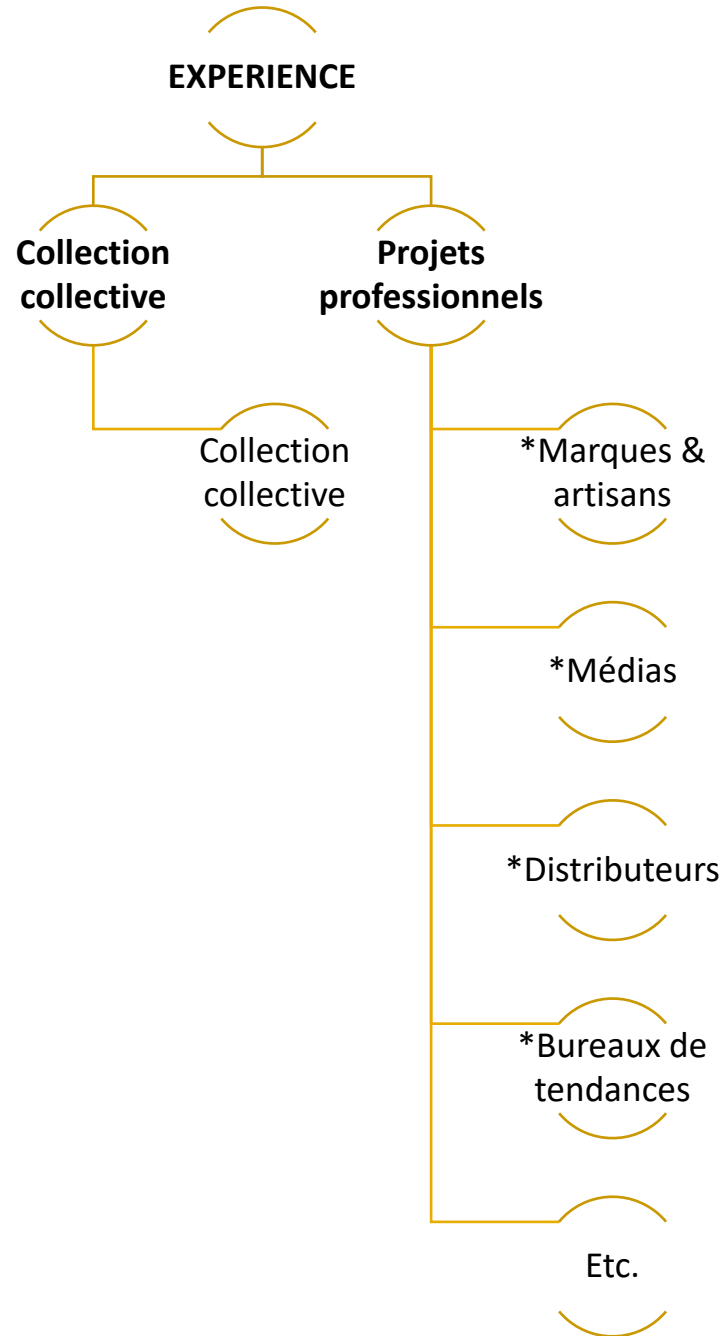 EXPERIENCE
Collection
collective
Projets
professionnels
Collection
collective
*Marques &
artisans
*Médias
*Distributeurs
*Bureaux de
tendances
Etc.